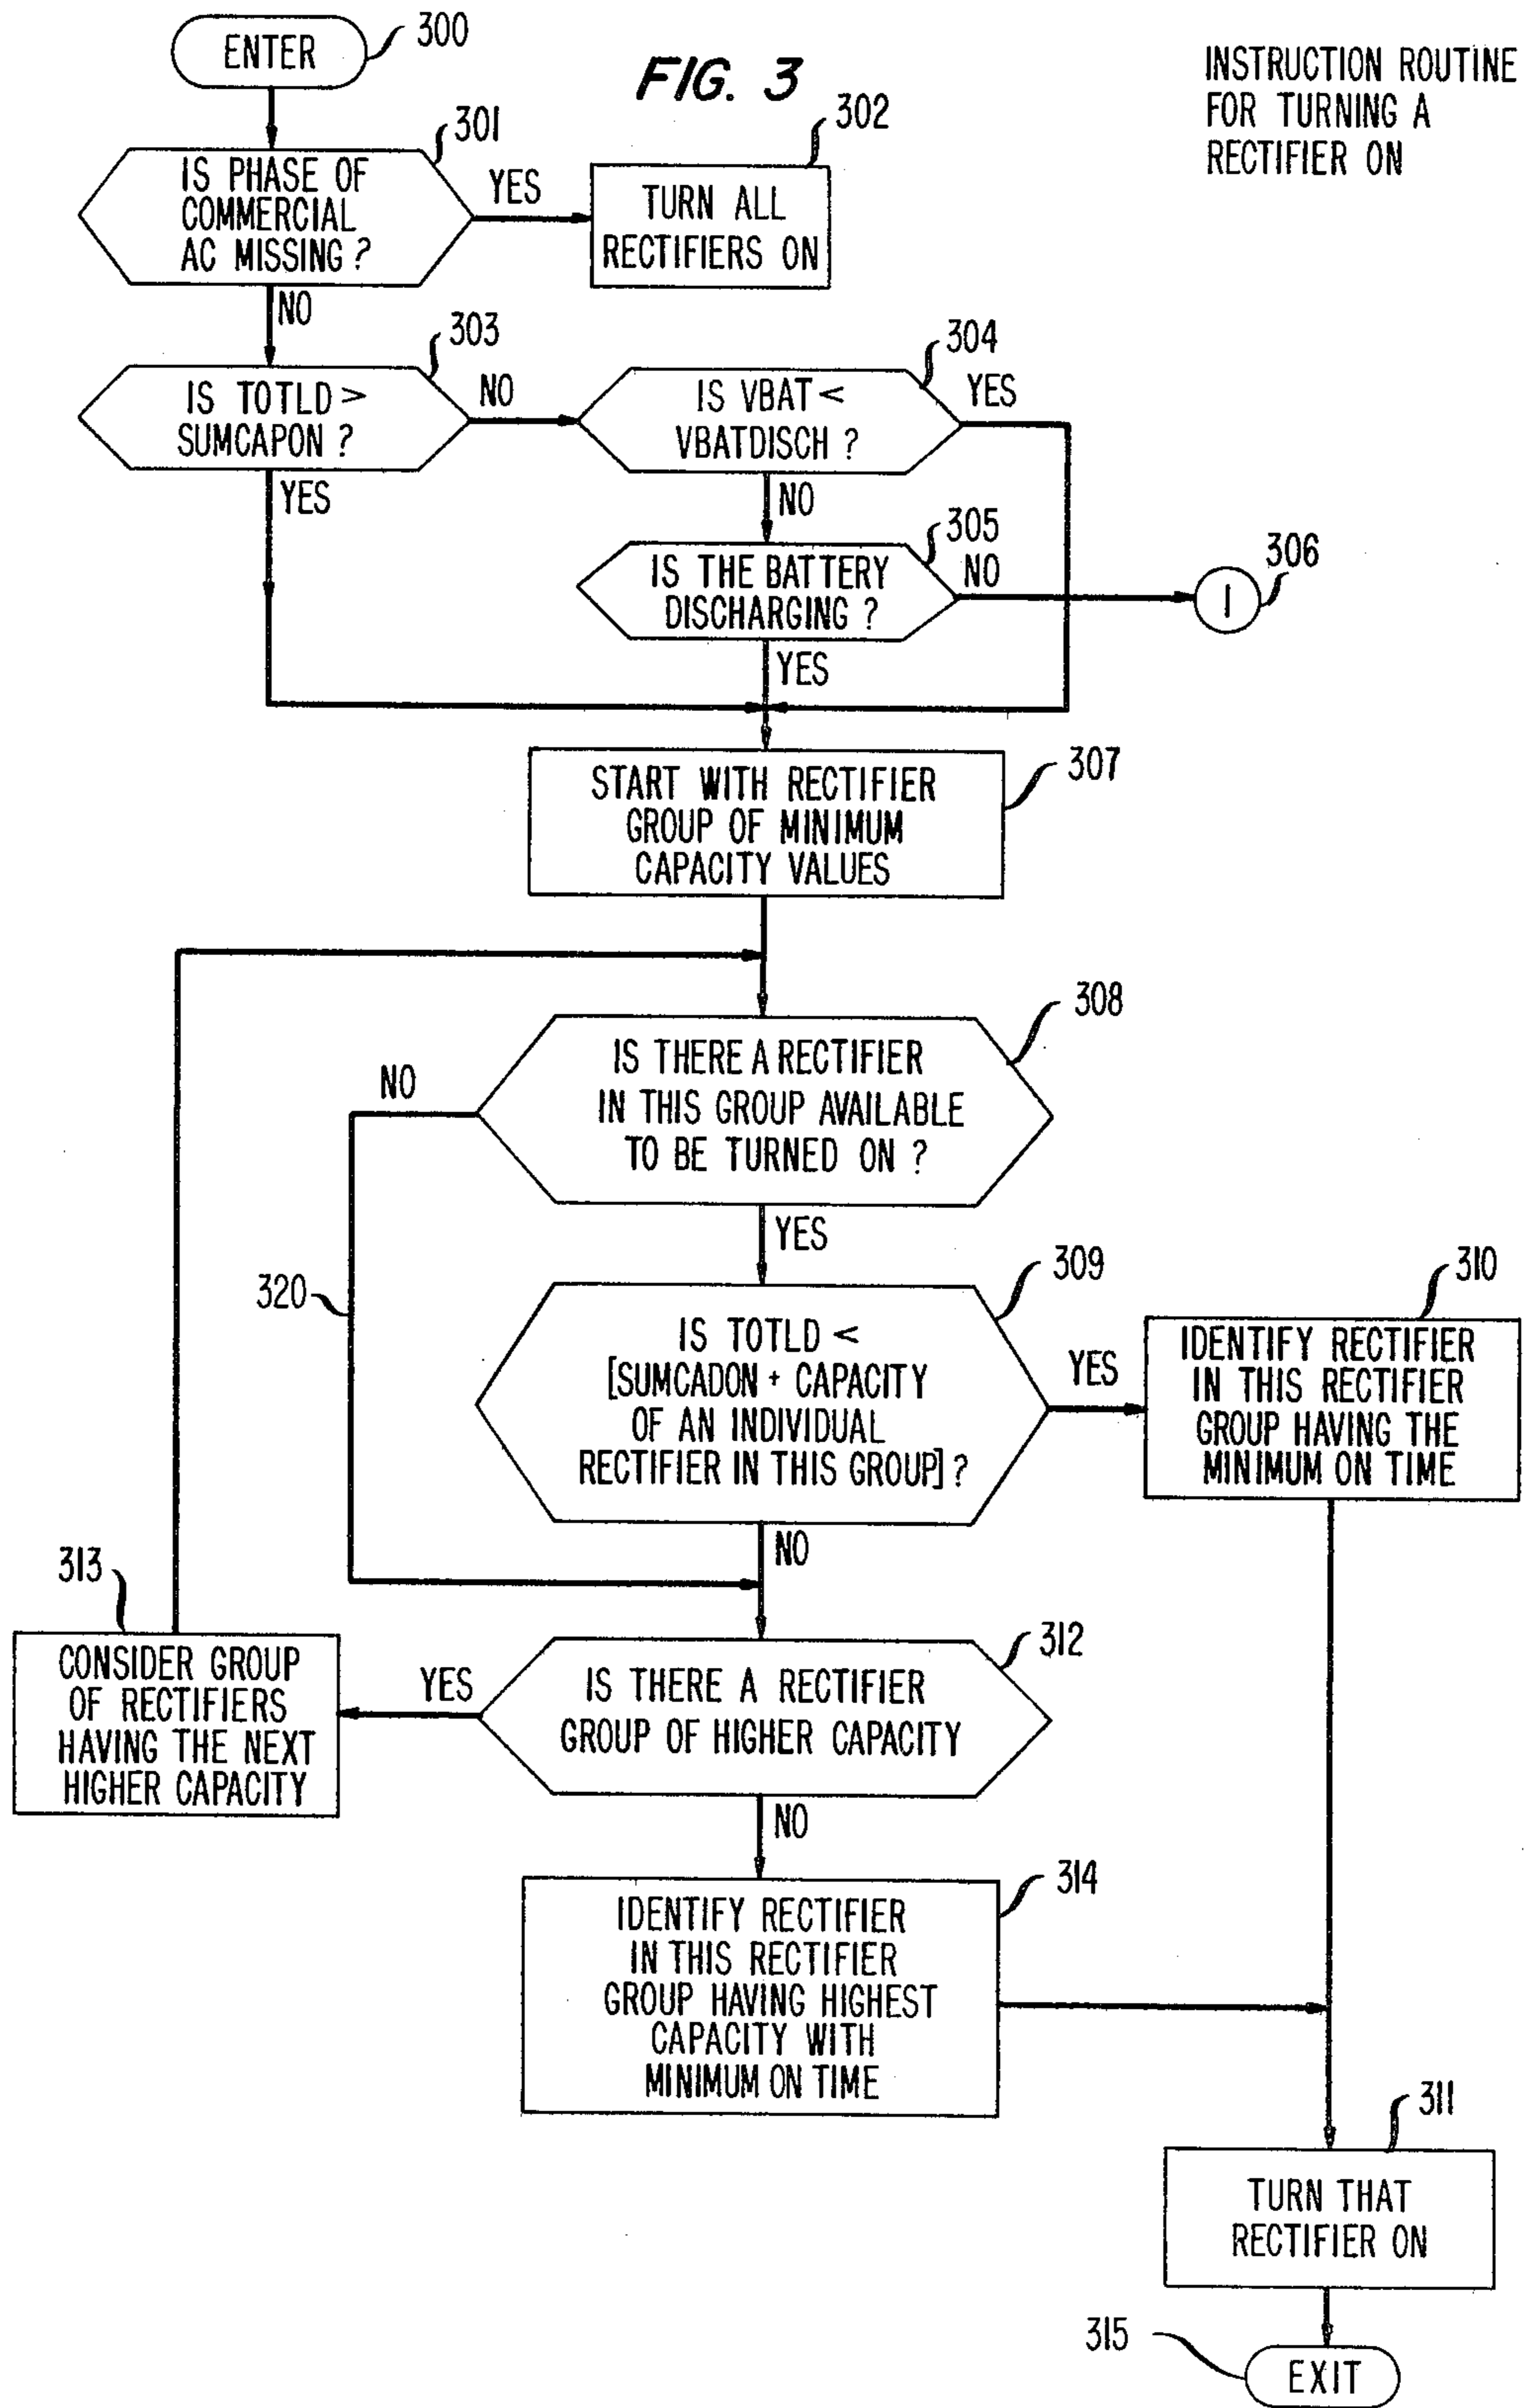 ENTER
300
FIG. 3
INSTRUCTION ROUTINE
FOR TURNING A
RECTIFIER ON
301
IS PHASE OF
COMMERCIAL
AC MISSING ?
YES
302
TURN ALL
RECTIFIERS ON
NO
303
IS TOTLD >
SUMCAPON ?
NO
304
IS VBAT <
VBATDISCH ?
YES
YES
NO
305
IS THE BATTERY
DISCHARGING ?
NO
306
1
YES
307
START WITH RECTIFIER
GROUP OF MINIMUM
CAPACITY VALUES
308
IS THERE A RECTIFIER
IN THIS GROUP AVAILABLE
TO BE TURNED ON ?
NO
YES
320
309
IS TOTLD <
[SUMCADON + CAPACITY
OF AN INDIVIDUAL
RECTIFIER IN THIS GROUP] ?
YES
310
IDENTIFY RECTIFIER
IN THIS RECTIFIER
GROUP HAVING THE
MINIMUM ON TIME
NO
313
CONSIDER GROUP
OF RECTIFIERS
HAVING THE NEXT
HIGHER CAPACITY
YES
312
IS THERE A RECTIFIER
GROUP OF HIGHER CAPACITY
NO
314
IDENTIFY RECTIFIER
IN THIS RECTIFIER
GROUP HAVING HIGHEST
CAPACITY WITH
MINIMUM ON TIME
311
TURN THAT
RECTIFIER ON
315
EXIT